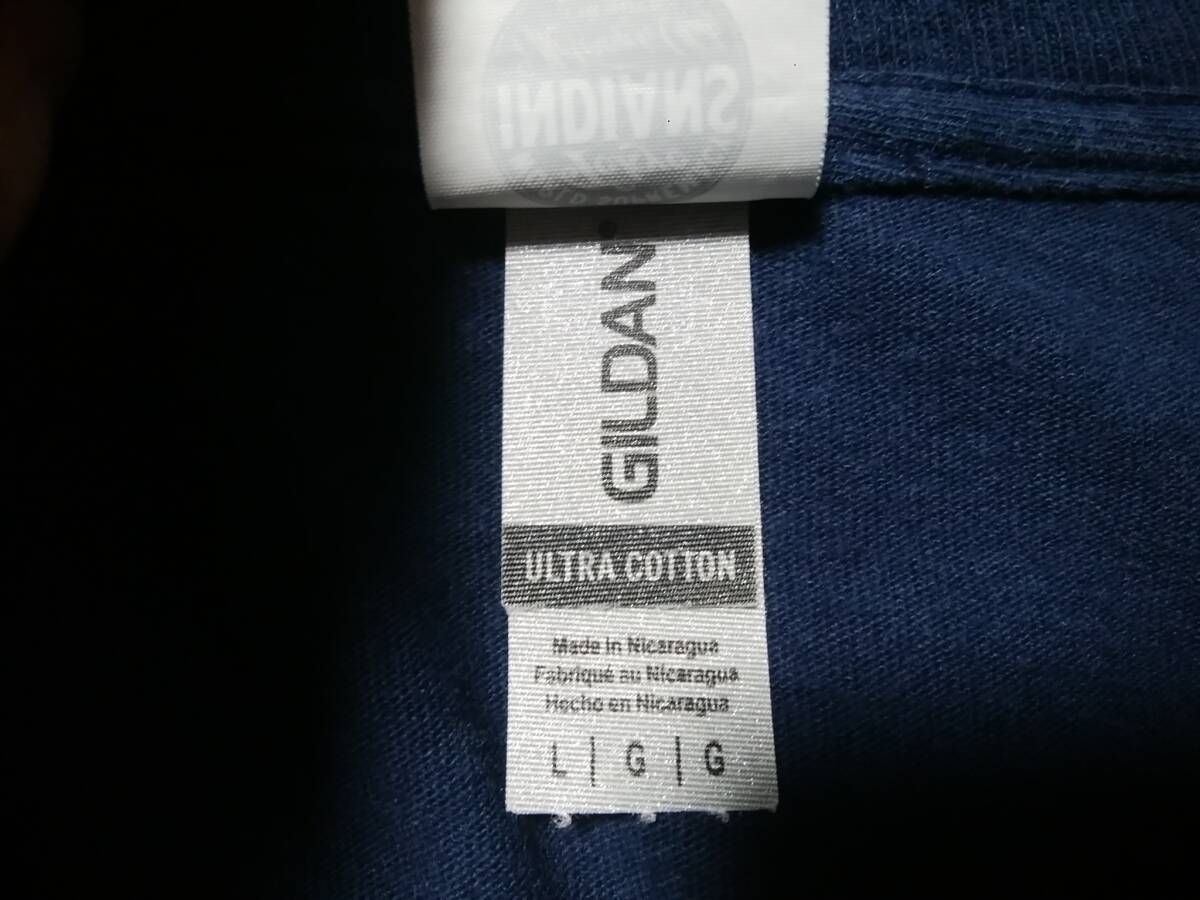 INDIANS
GILDAN
ULTRA COTTON
Made in Nicaragua
Fabriqué au Nicaragua
Hecho en Nicaragua
L | G | G